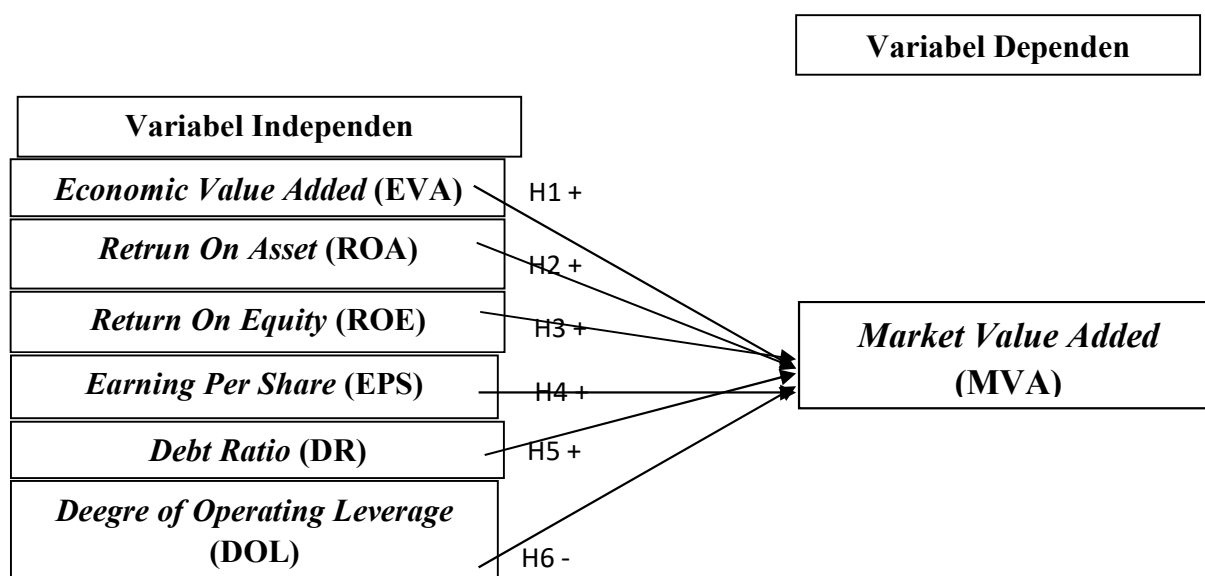 Variabel Dependen
Variabel Independen
Economic Value Added (EVA)
H1 +
Retrun On Asset (ROA)
H2 +
Return On Equity (ROE)
H3 +
Market Value Added
(MVA)
Earning Per Share (EPS)
H4 +
Debt Ratio (DR)
H5 +
Deegre of Operating Leverage
(DOL)
H6 -